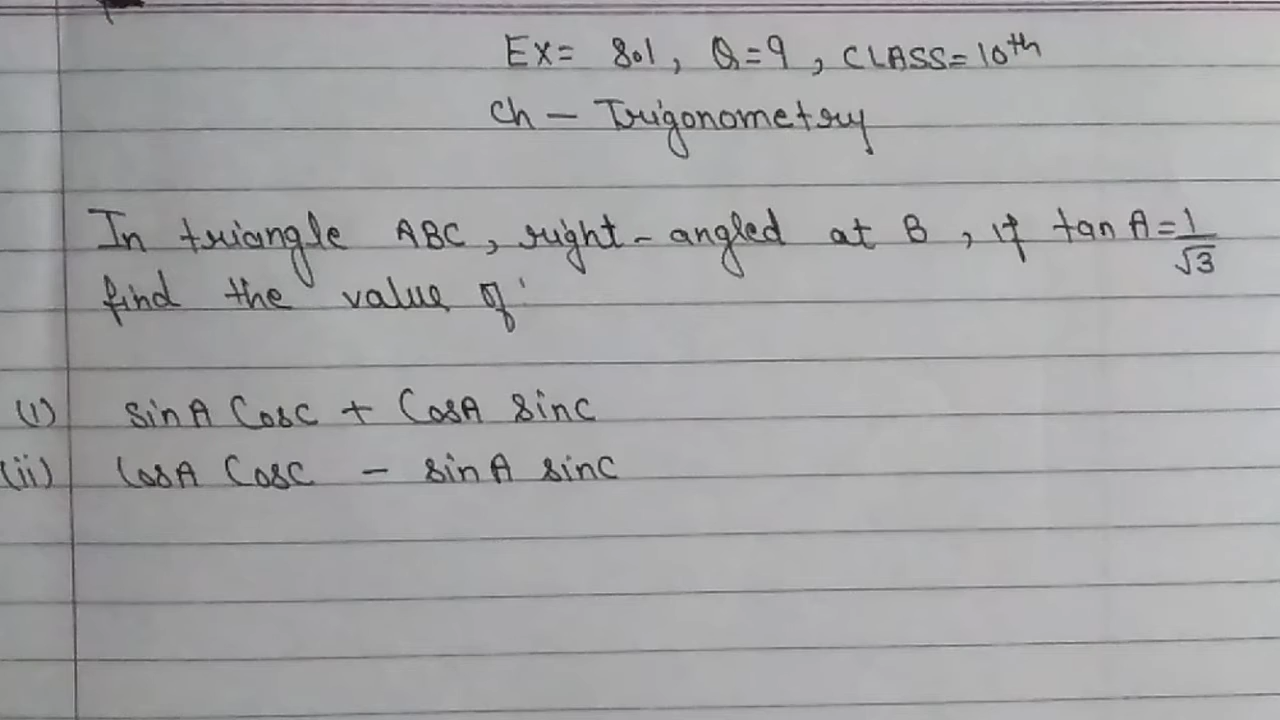 Ex= 8.1, Q=9, CLASS=10th
Ch - Trigonometry
In triangle ABC, right-angled at B, if tan A=1/√3
find the value of
(i) sinA CosC + CosA sinC
(ii) CosA CosC - sinA sinC